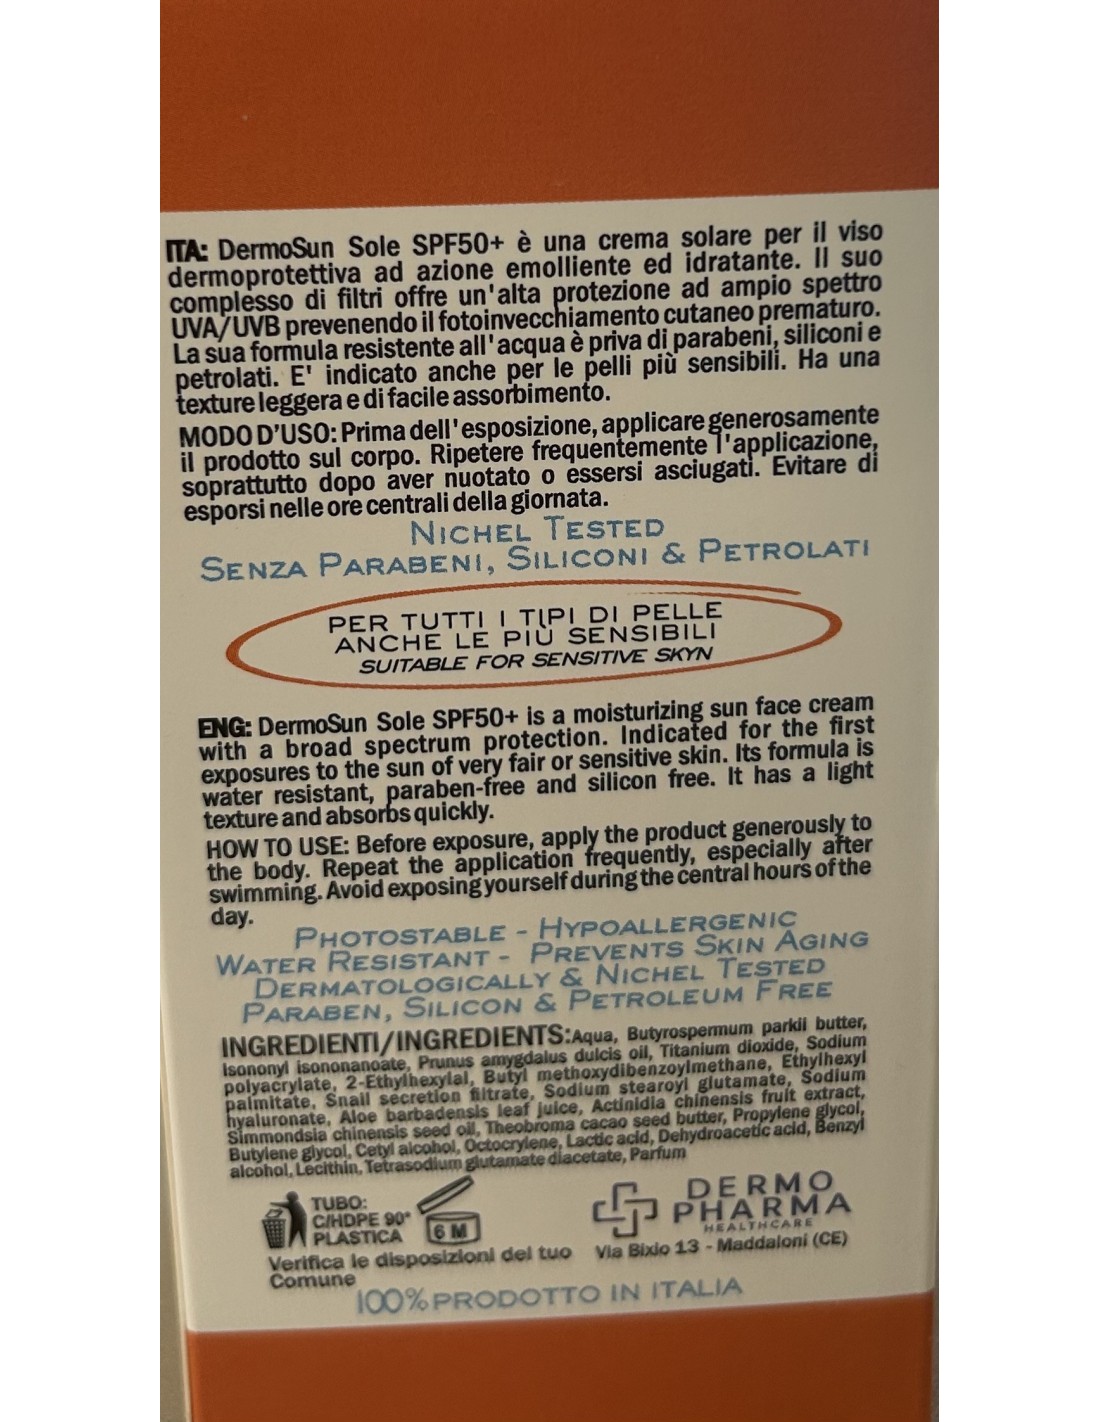 ITA: DermoSun Sole SPF50+ è una crema solare per il viso
dermoprotettiva ad azione emolliente ed idratante. Il suo
complesso di filtri offre un'alta protezione ad ampio spettro
UVA/UVB prevenendo il fotoinvecchiamento cutaneo prematuro.
La sua formula resistente all'acqua è priva di parabeni, siliconi e
petrolati. E' indicato anche per le pelli più sensibili. Ha una
texture leggera e di facile assorbimento.
MODO D'USO: Prima dell'esposizione, applicare generosamente
il prodotto sul corpo. Ripetere frequentemente l'applicazione,
soprattutto dopo aver nuotato o essersi asciugati. Evitare di
esporsi nelle ore centrali della giornata.
NICHEL TESTED
SENZA PARABENI, SILICONI & PETROLATI
PER TUTTI I TIPI DI PELLE
ANCHE LE PIÙ SENSIBILI
SUITABLE FOR SENSITIVE SKYN
ENG: DermoSun Sole SPF50+ is a moisturizing sun face cream
with a broad spectrum protection. Indicated for the first
exposures to the sun of very fair or sensitive skin. Its formula is
water resistant, paraben-free and silicon free. It has a light
texture and absorbs quickly.
HOW TO USE: Before exposure, apply the product generously to
the body. Repeat the application frequently, especially after
swimming. Avoid exposing yourself during the central hours of the
day.
PHOTOSTABLE - HYPOALLERGENIC
WATER RESISTANT - PREVENTS SKIN AGING
DERMATOLOGICALLY & NICHEL TESTED
PARABEN, SILICON & PETROLEUM FREE
INGREDIENTI/INGREDIENTS: Aqua, Butyrospermum parkii butter,
Isononyl isononanoate, Prunus amygdalus dulcis oil, Titanium dioxide, Sodium
polyacrylate, 2-Ethylhexylal, Butyl methoxydibenzoylmethane, Ethylhexyl
palmitate, Snail secretion filtrate, Sodium stearoyl glutamate, Sodium
hyaluronate, Aloe barbadensis leaf juice, Actinidia chinensis fruit extract,
Simmondsia chinensis seed oil, Theobroma cacao seed butter, Propylene glycol,
Butylene glycol, Cetyl alcohol, Octocrylene, Lactic acid, Dehydroacetic acid, Benzyl
alcohol, Lecithin, Tetrasodium glutamate diacetate, Parfum
TUBO:
C/HDPE 90°
PLASTICA
6 M
Verifica le disposizioni del tuo
Comune
DERMO
PHARMA
HEALTHCARE
Via Bixio 13 - Maddaloni (CE)
100% PRODOTTO IN ITALIA